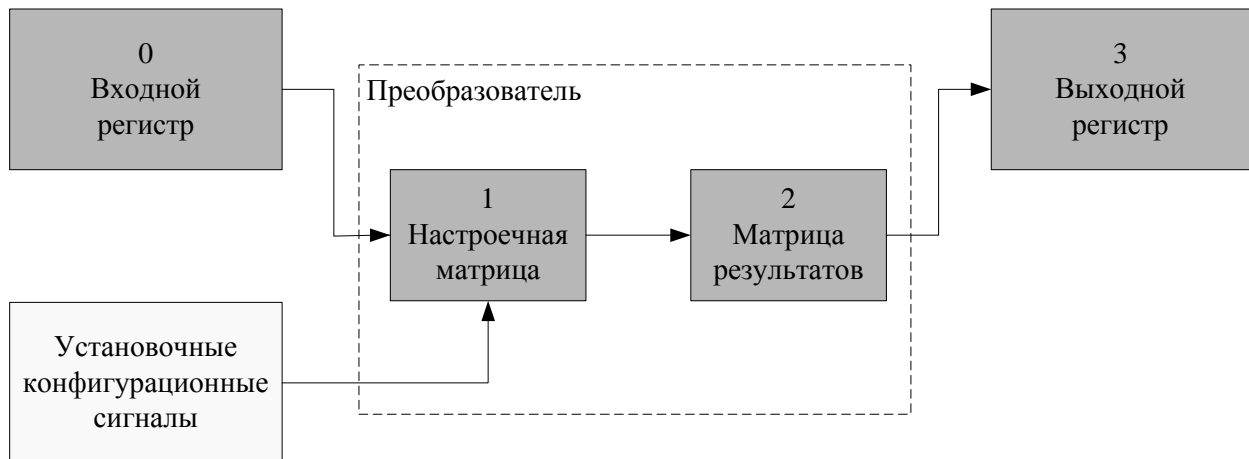 0
Входной
регистр
Преобразователь
1
Настроечная
матрица
2
Матрица
результатов
3
Выходной
регистр
Установочные
конфигурационные
сигналы